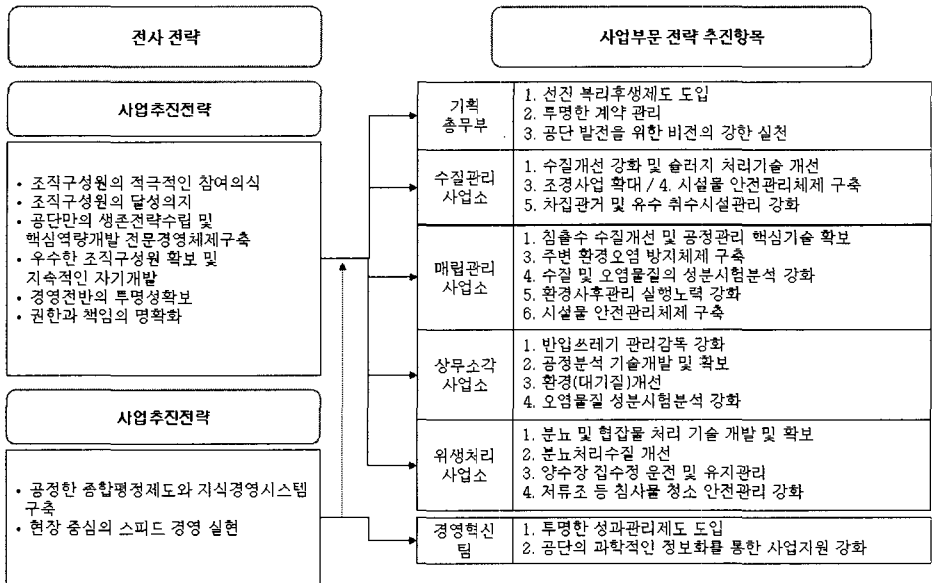 전사 전략
사업부문 전략 추진항목
사업추진전략
• 조직구성원의 적극적인 참여의식
• 조직구성원의 달성의지
• 공단만의 생존전략수립 및
핵심역량개발 전문경영체제구축
• 우수한 조직구성원 확보 및
지속적인 자기개발
• 경영전반의 투명성확보
• 권한과 책임의 명확화
사업추진전략
• 공정한 종합평정제도와 지식경영시스템
구축
• 현장 중심의 스피드 경영 실현
기획
총무부
1. 선진 복리후생제도 도입
2. 투명한 계약 관리
3. 공단 발전을 위한 비전의 강한 실천
수질관리
사업소
1. 수질개선 강화 및 슬러지 처리기술 개선
3. 조경사업 확대 / 4. 시설물 안전관리체제 구축
5. 차집관거 및 유수 취수시설관리 강화
매립관리
사업소
1. 침출수 수질개선 및 공정관리 핵심기술 확보
3. 주변 환경오염 방지체제 구축
4. 수질 및 오염물질의 성분시험분석 강화
5. 환경사후관리 실행노력 강화
6. 시설물 안전관리체제 구축
상무소각
사업소
1. 반입쓰레기 관리감독 강화
2. 공정분석 기술개발 및 확보
3. 환경(대기질)개선
4. 오염물질 성분시험분석 강화
위생처리
사업소
1. 분뇨 및 협잡물 처리 기술 개발 및 확보
2. 분뇨처리수질 개선
3. 양수장 집수정 운전 및 유지관리
4. 저류조 등 침사물 청소 안전관리 강화
경영혁신
팀
1. 투명한 성과관리제도 도입
2. 공단의 과학적인 정보화를 통한 사업지원 강화